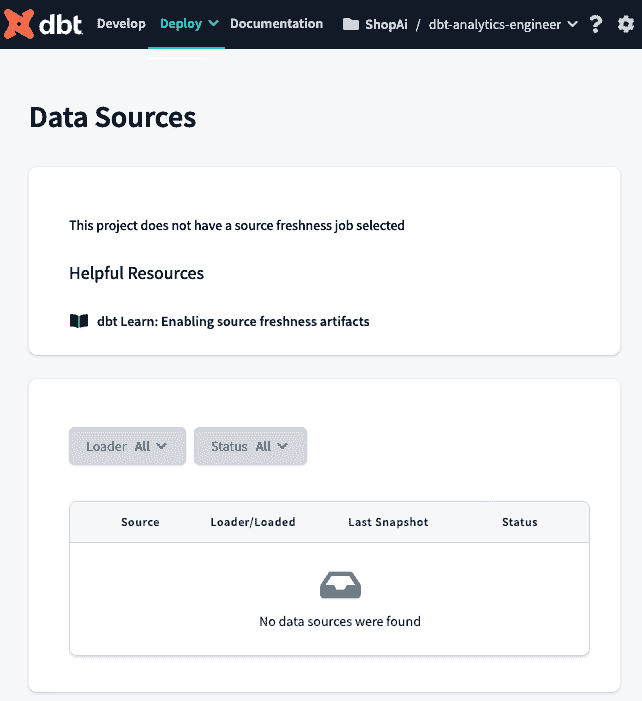 dbt Develop Deploy Documentation ShopAi / dbt-analytics-engineer ?
Data Sources
This project does not have a source freshness job selected
Helpful Resources
dbt Learn: Enabling source freshness artifacts
Loader All Status All
Source Loader/Loaded Last Snapshot Status
No data sources were found